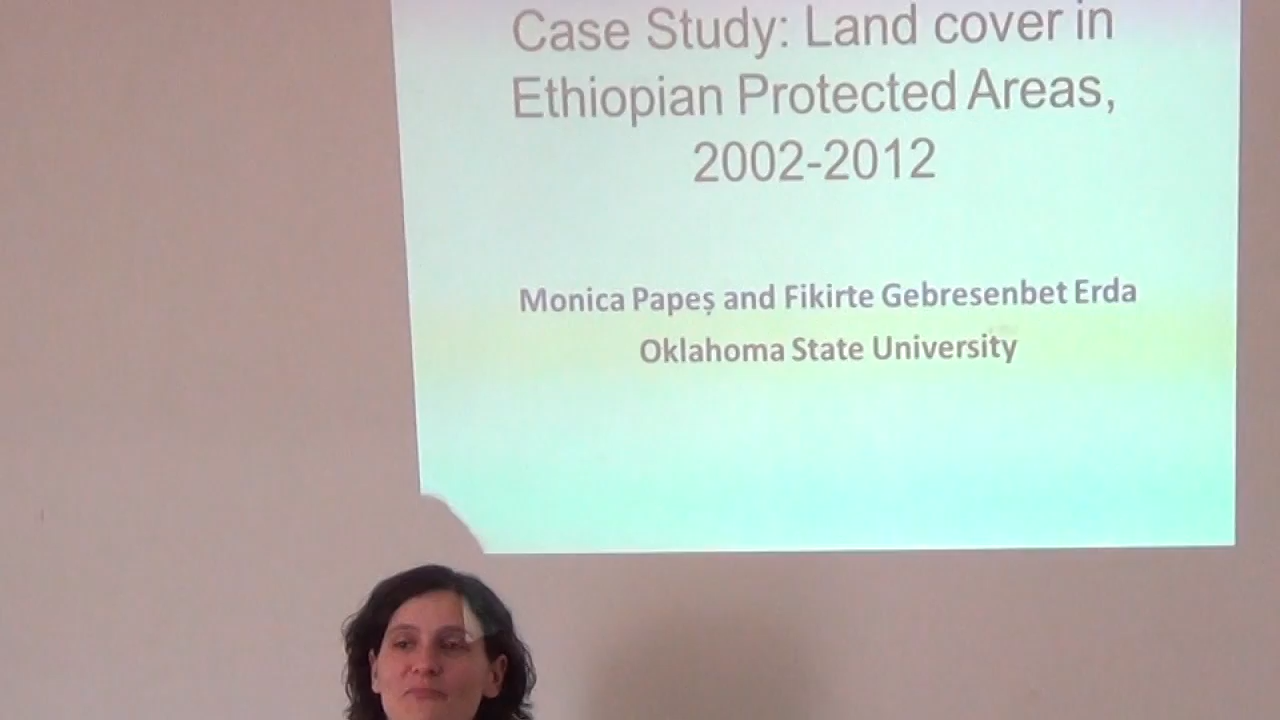 Case Study: Land cover in
Ethiopian Protected Areas,
2002-2012
Monica Papeș and Fikirte Gebresenbet Erda
Oklahoma State University